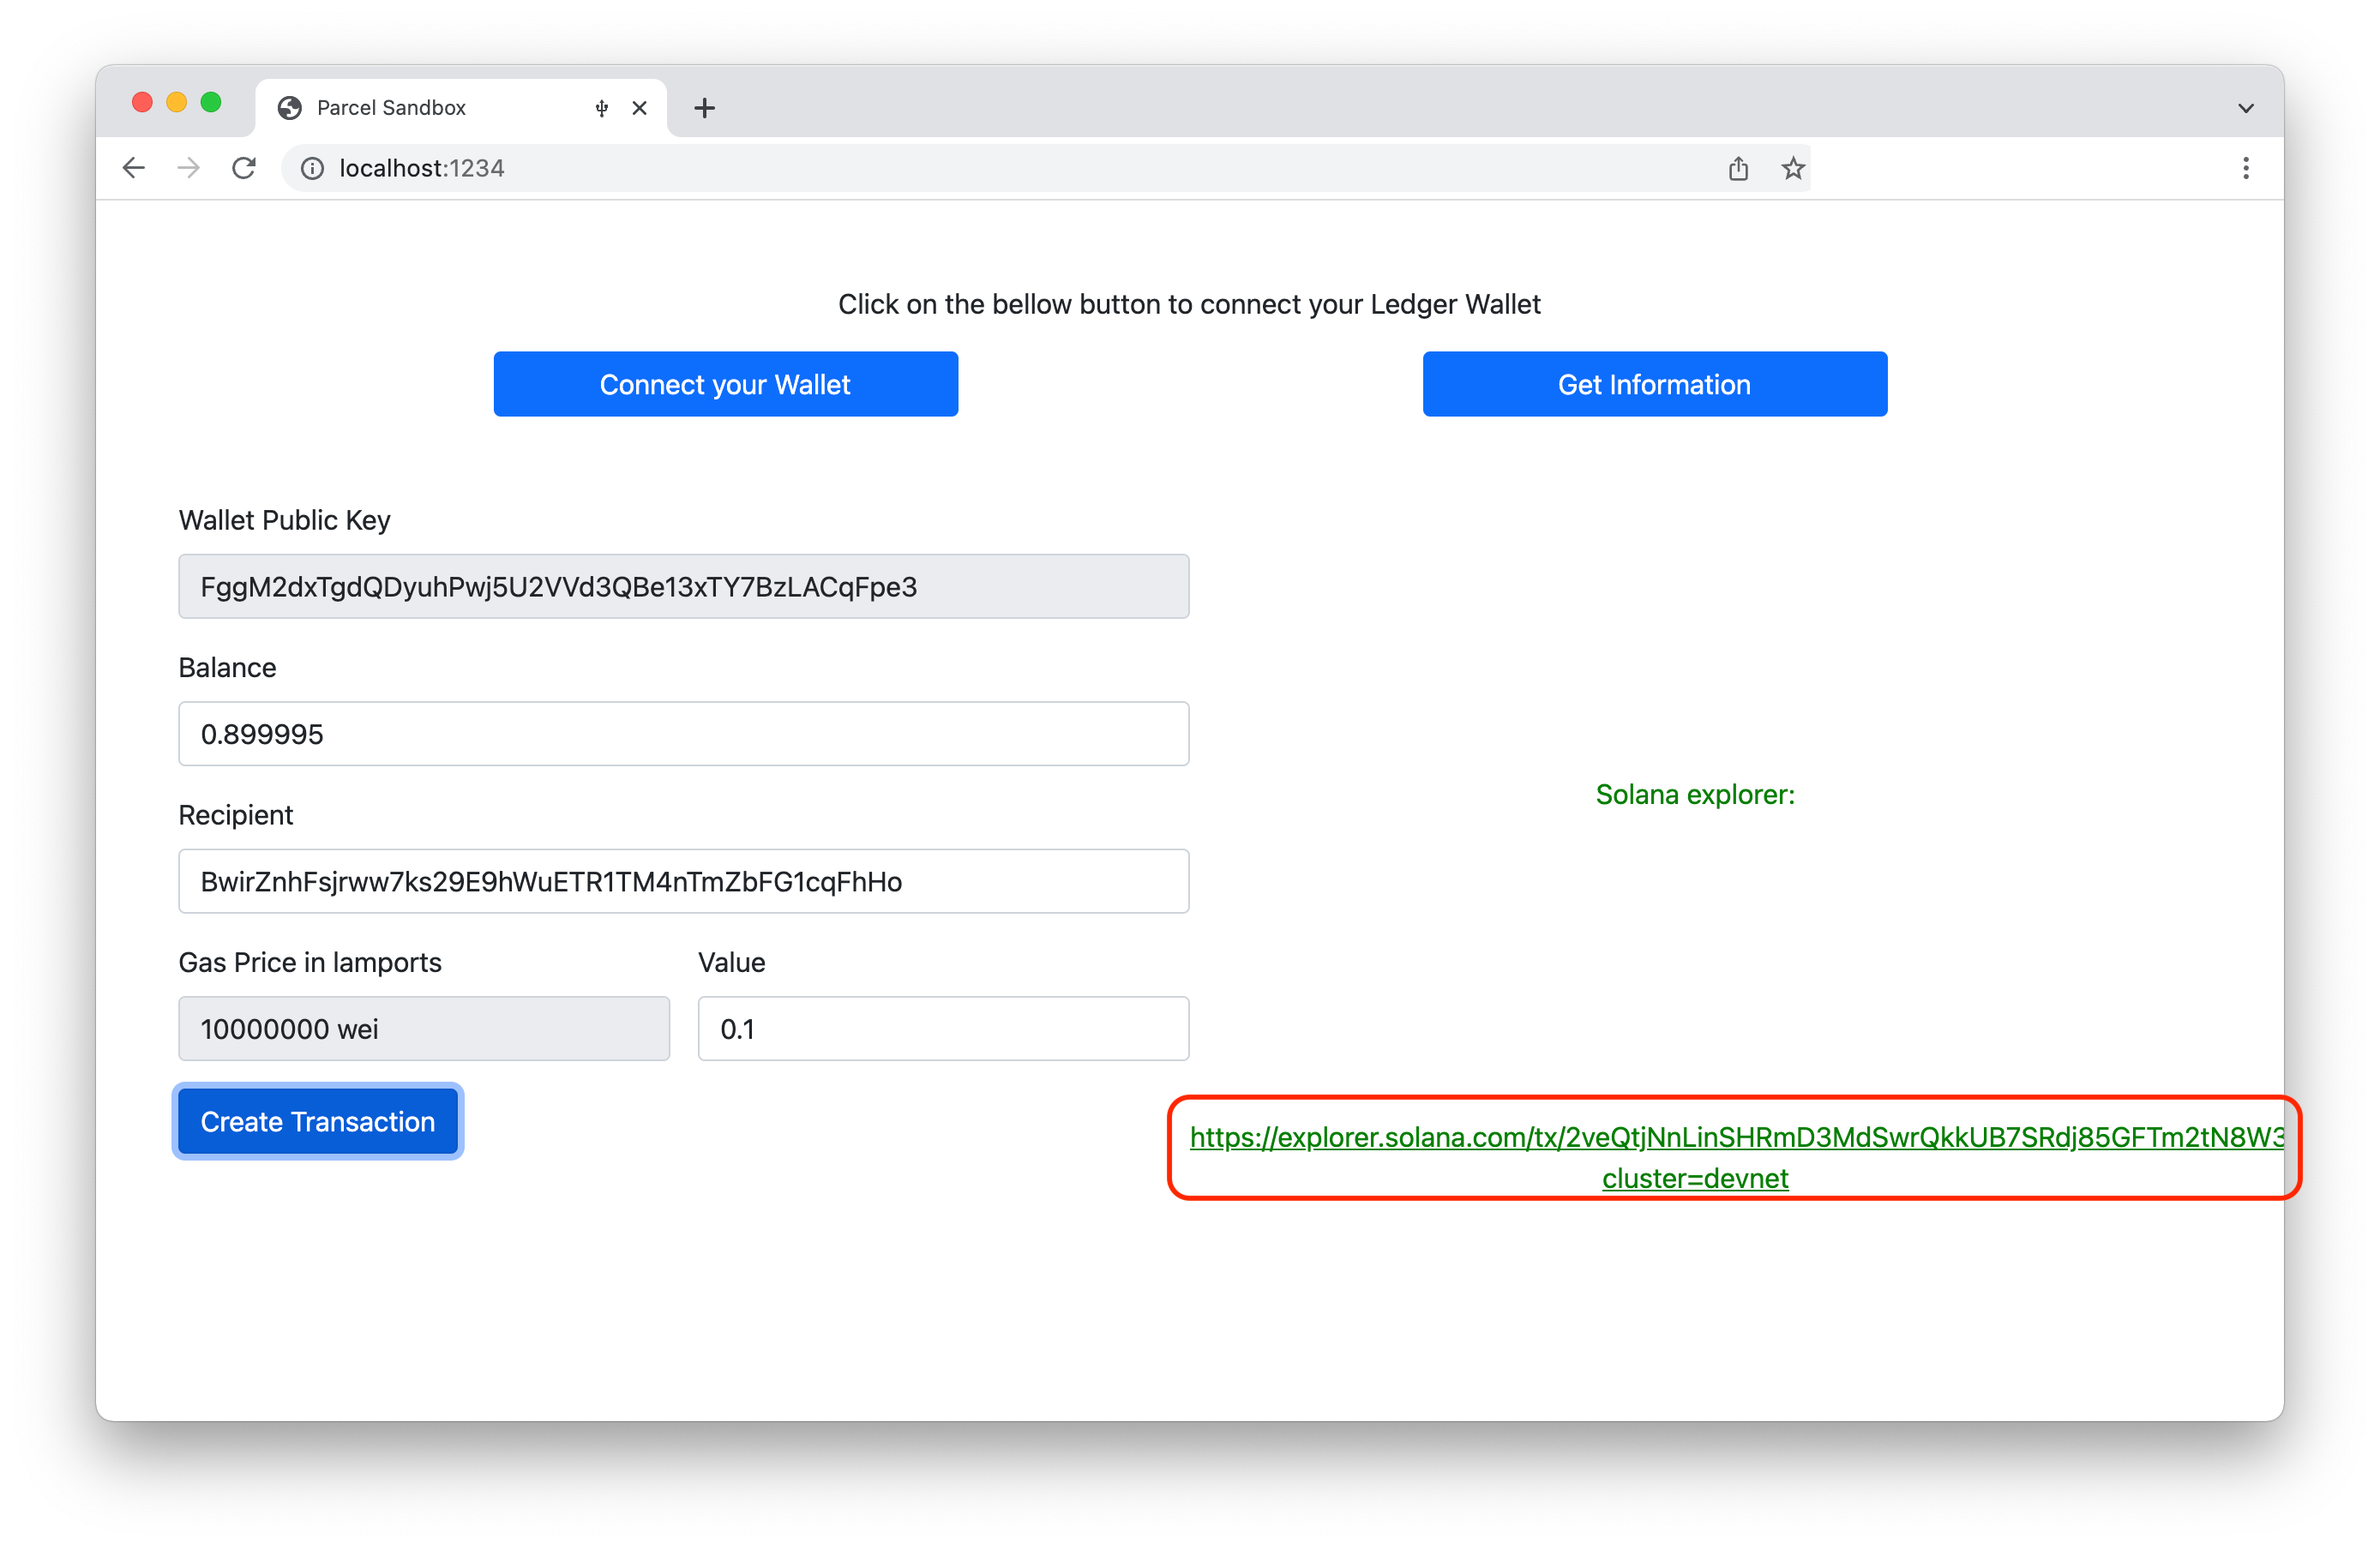 Parcel Sandbox
localhost:1234
Click on the bellow button to connect your Ledger Wallet
Connect your Wallet
Get Information
Wallet Public Key
FggM2dxTgdQDyuhPwj5U2VVd3QBe13xTY7BzLACqFpe3
Balance
0.899995
Solana explorer:
Recipient
BwirZnhFsjrww7ks29E9hWuETR1TM4nTmZbFG1cqFhHo
Gas Price in lamports
Value
10000000 wei
0.1
Create Transaction
https://explorer.solana.com/tx/2veQtjNnLinSHRmD3MdSwrQkkUB7SRdj85GFTm2tN8W3
cluster=devnet